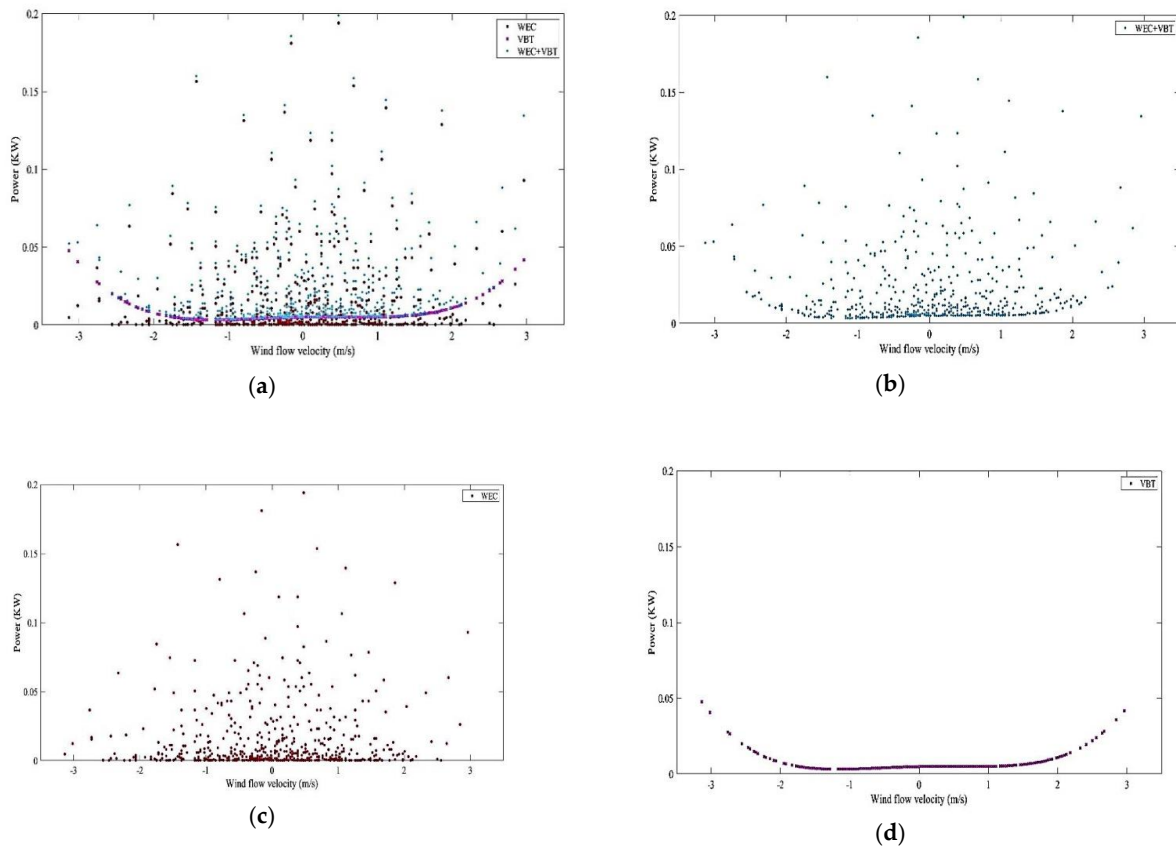 0.2
WEC
VBT
WEC+VBT
0.15
Power (KW)
0.1
0.05
0
-3 -2 -1 0 1 2 3
Wind flow velocity (m/s)
(a)
0.2
WEC+VBT
0.15
Power (KW)
0.1
0.05
0
-3 -2 -1 0 1 2 3
Wind flow velocity (m/s)
(b)
0.2
WEC
0.15
Power (KW)
0.1
0.05
0
-3 -2 -1 0 1 2 3
Wind flow velocity (m/s)
(c)
0.2
VBT
0.15
Power (KW)
0.1
0.05
0
-3 -2 -1 0 1 2 3
Wind flow velocity (m/s)
(d)